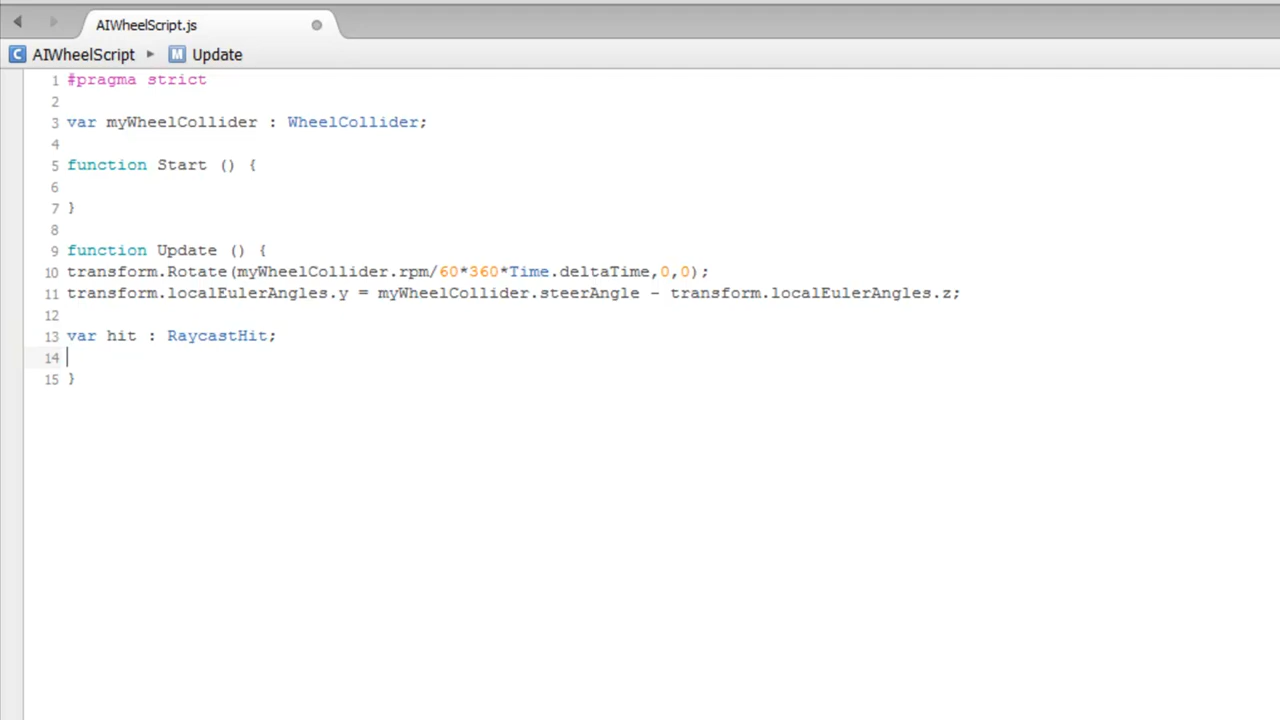 AIWheelScript.js
C AIWheelScript ▸ M Update
1 #pragma strict
2
3 var myWheelCollider : WheelCollider;
4
5 function Start () {
6
7 }
8
9 function Update () {
10 transform.Rotate(myWheelCollider.rpm/60*360*Time.deltaTime,0,0);
11 transform.localEulerAngles.y = myWheelCollider.steerAngle - transform.localEulerAngles.z;
12
13 var hit : RaycastHit;
14
15 }